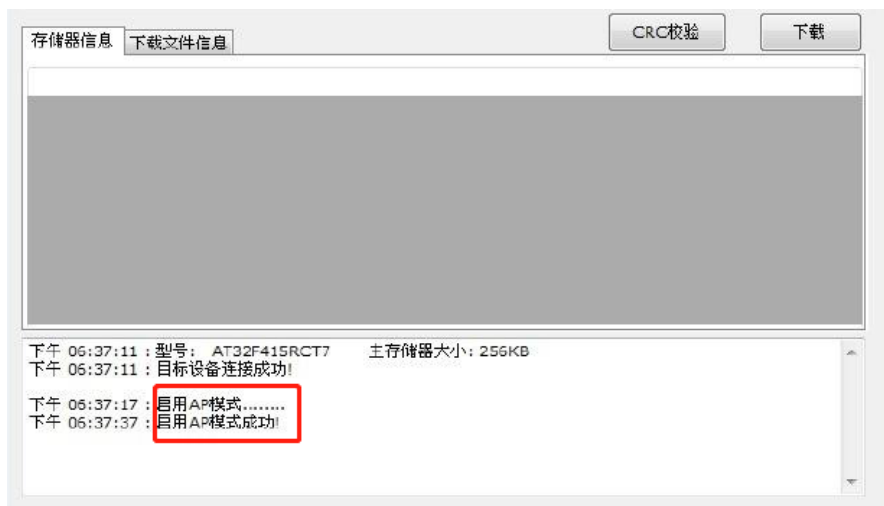 存储器信息 下载文件信息 CRC校验 下载
下午 06:37:11 : 型号: AT32F415RCT7 主存储器大小: 256KB
下午 06:37:11 : 目标设备连接成功!
下午 06:37:17 : 启用AP模式........
下午 06:37:37 : 启用AP模式成功!